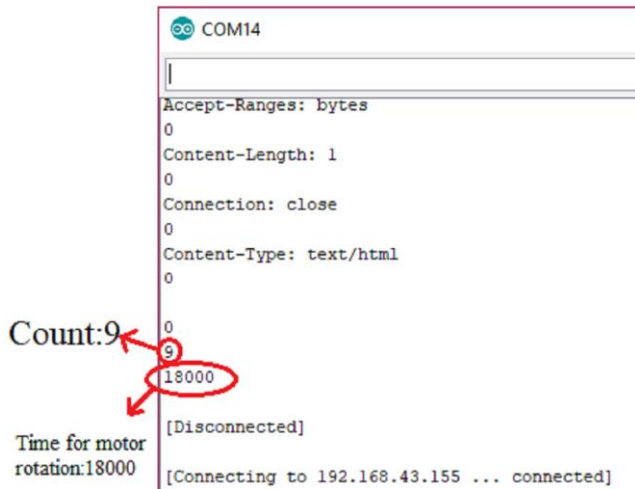 COM14
Accept-Ranges: bytes
0
Content-Length: 1
0
Connection: close
0
Content-Type: text/html
0
0
Count:9
9
18000
Time for motor
rotation:18000
[Disconnected]
[Connecting to 192.168.43.155 ... connected]